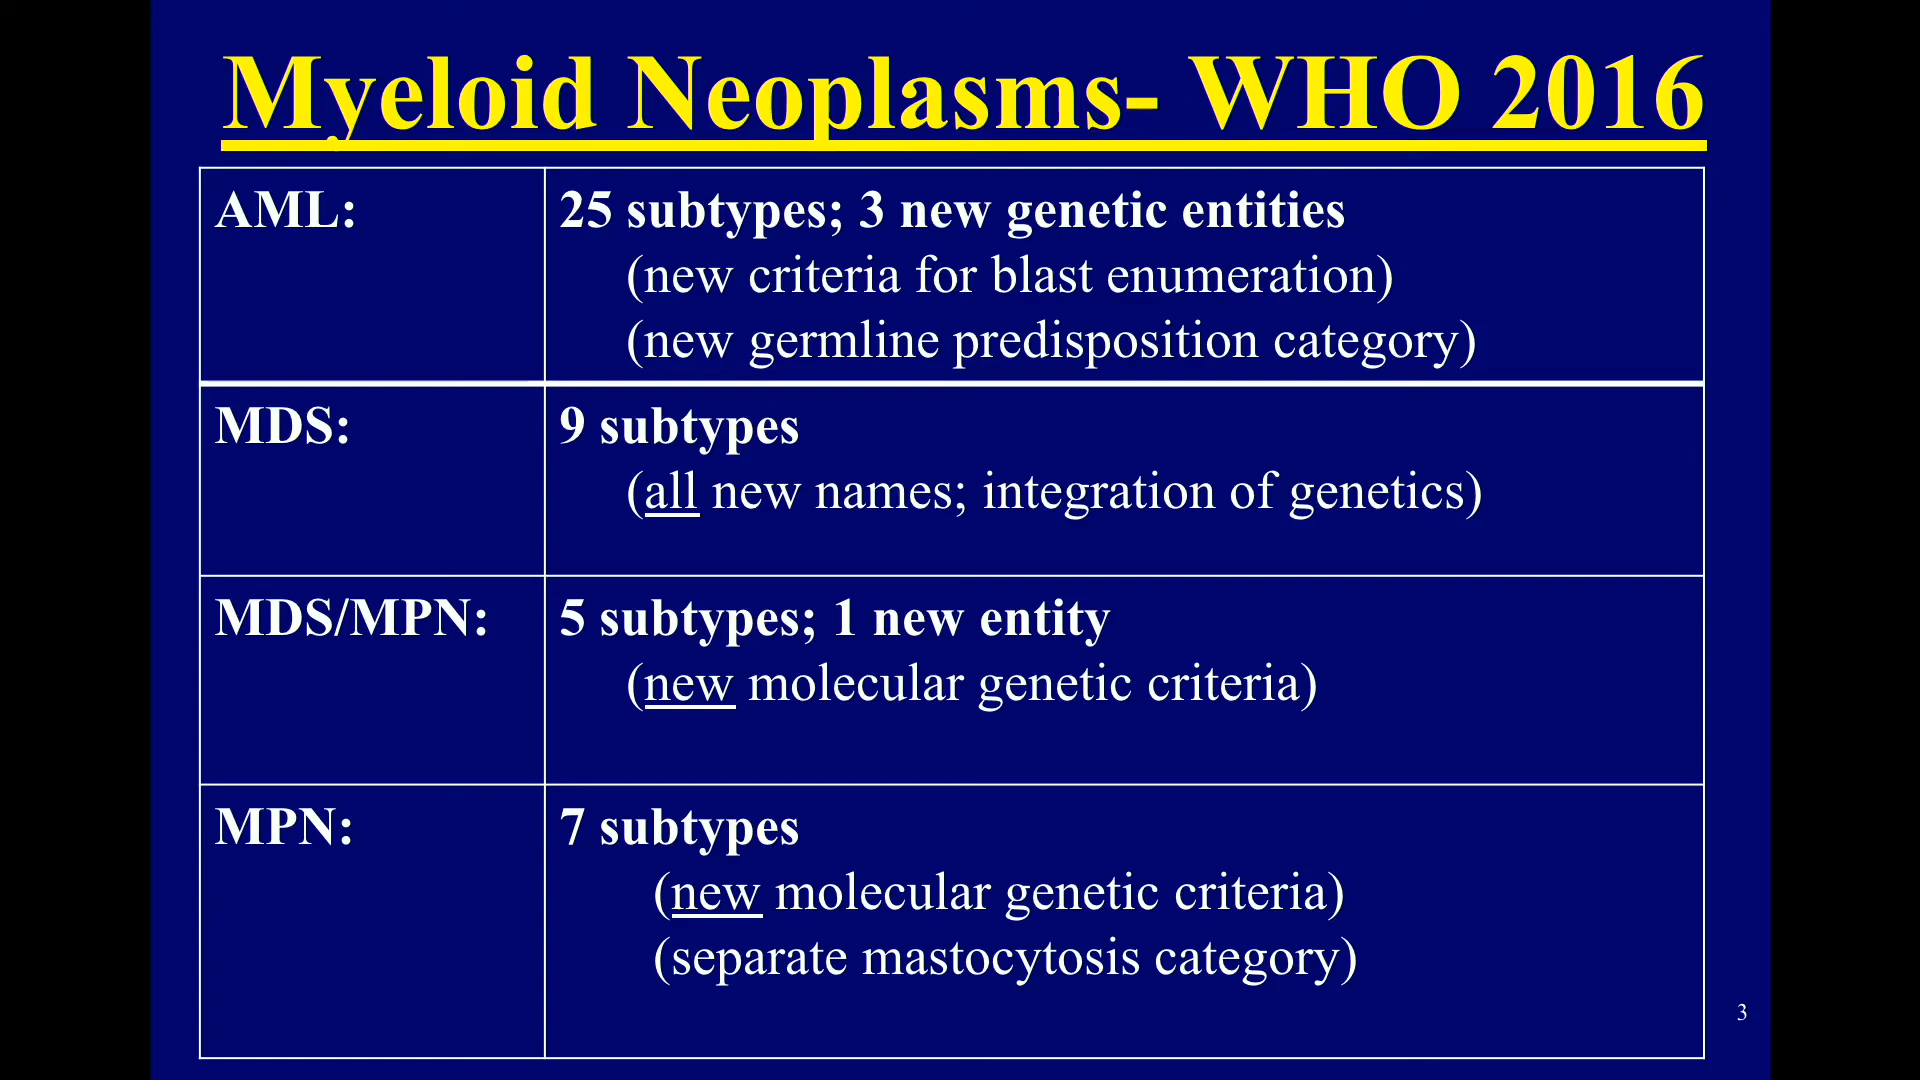 Myeloid Neoplasms- WHO 2016
AML:
25 subtypes; 3 new genetic entities
(new criteria for blast enumeration)
(new germline predisposition category)
MDS:
9 subtypes
(all new names; integration of genetics)
MDS/MPN:
5 subtypes; 1 new entity
(new molecular genetic criteria)
MPN:
7 subtypes
(new molecular genetic criteria)
(separate mastocytosis category)
3